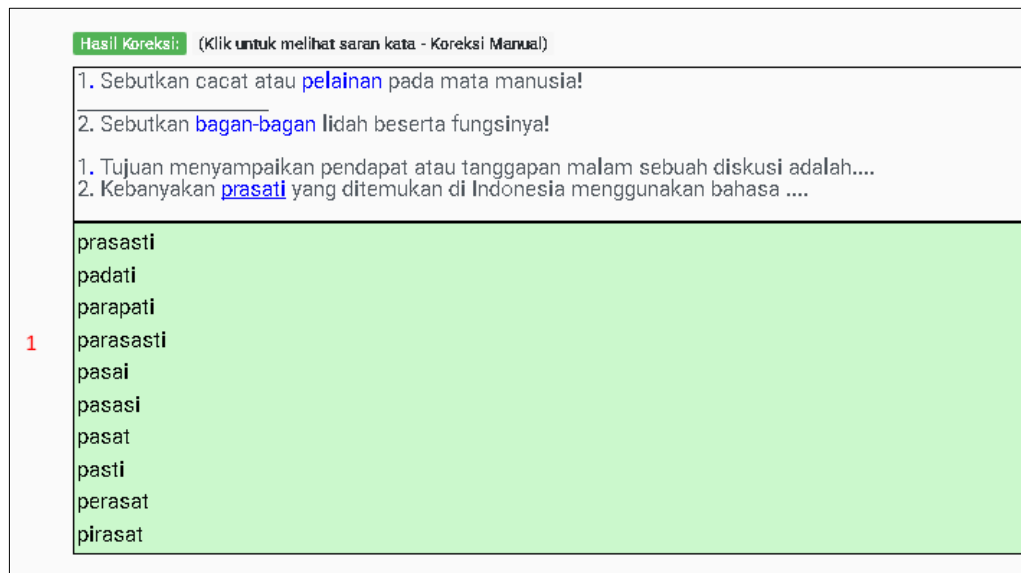 Hasil Koreksi: (Klik untuk melihat saran kata - Koreksi Manual)
1. Sebutkan cacat atau pelainan pada mata manusia!
2. Sebutkan bagan-bagan lidah beserta fungsinya!
1. Tujuan menyampaikan pendapat atau tanggapan malam sebuah diskusi adalah....
2. Kebanyakan prasati yang ditemukan di Indonesia menggunakan bahasa ....
prasasti
padati
parapati
1
parasasti
pasai
pasasi
pasat
pasti
perasat
pirasat